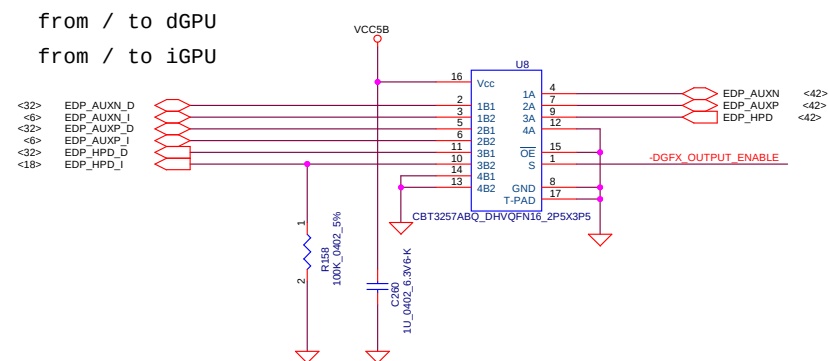 from / to dGPU
from / to iGPU
VCC5B
U8
16 Vcc
<32> EDP_AUXN_D 2 1B1
<6> EDP_AUXN_I 3 1B2
<32> EDP_AUXP_D 5 2B1
<6> EDP_AUXP_I 6 2B2
<32> EDP_HPD_D 11 3B1
<18> EDP_HPD_I 10 3B2
14 4B1
13 4B2
1A 4 EDP_AUXN <42>
2A 7 EDP_AUXP <42>
3A 9 EDP_HPD <42>
4A 12
OE 15
S 1 -DGFX_OUTPUT_ENABLE
GND 8
T-PAD 17
CBT3257ABQ_DHVQFN16_2P5X3P5
1
2
R158
100K_0402_5%
C260
1U_0402_6.3V6-K